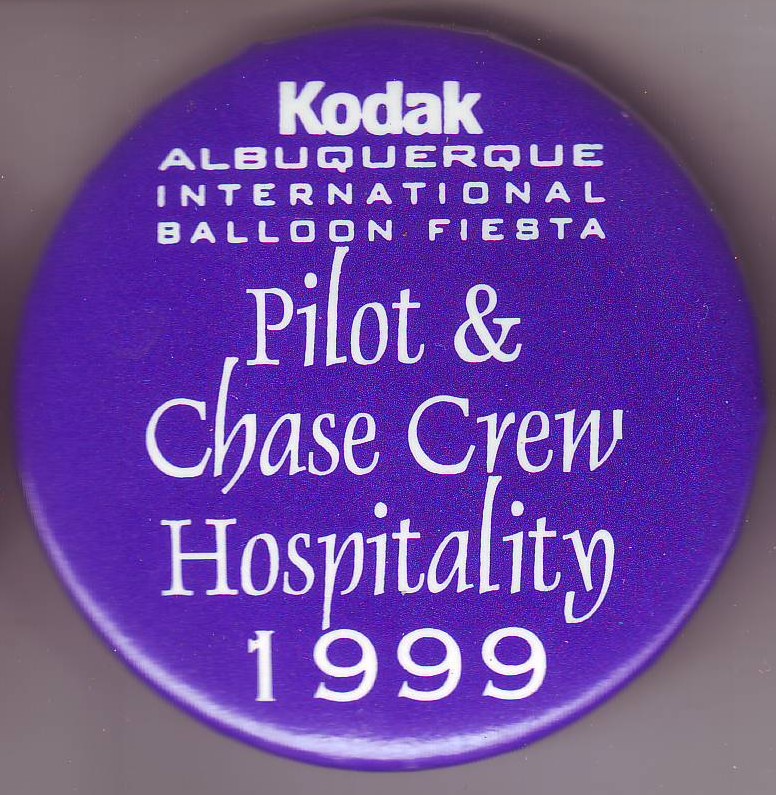 Kodak
ALBUQUERQUE
INTERNATIONAL
BALLOON FIESTA
Pilot &
Chase Crew
Hospitality
1999